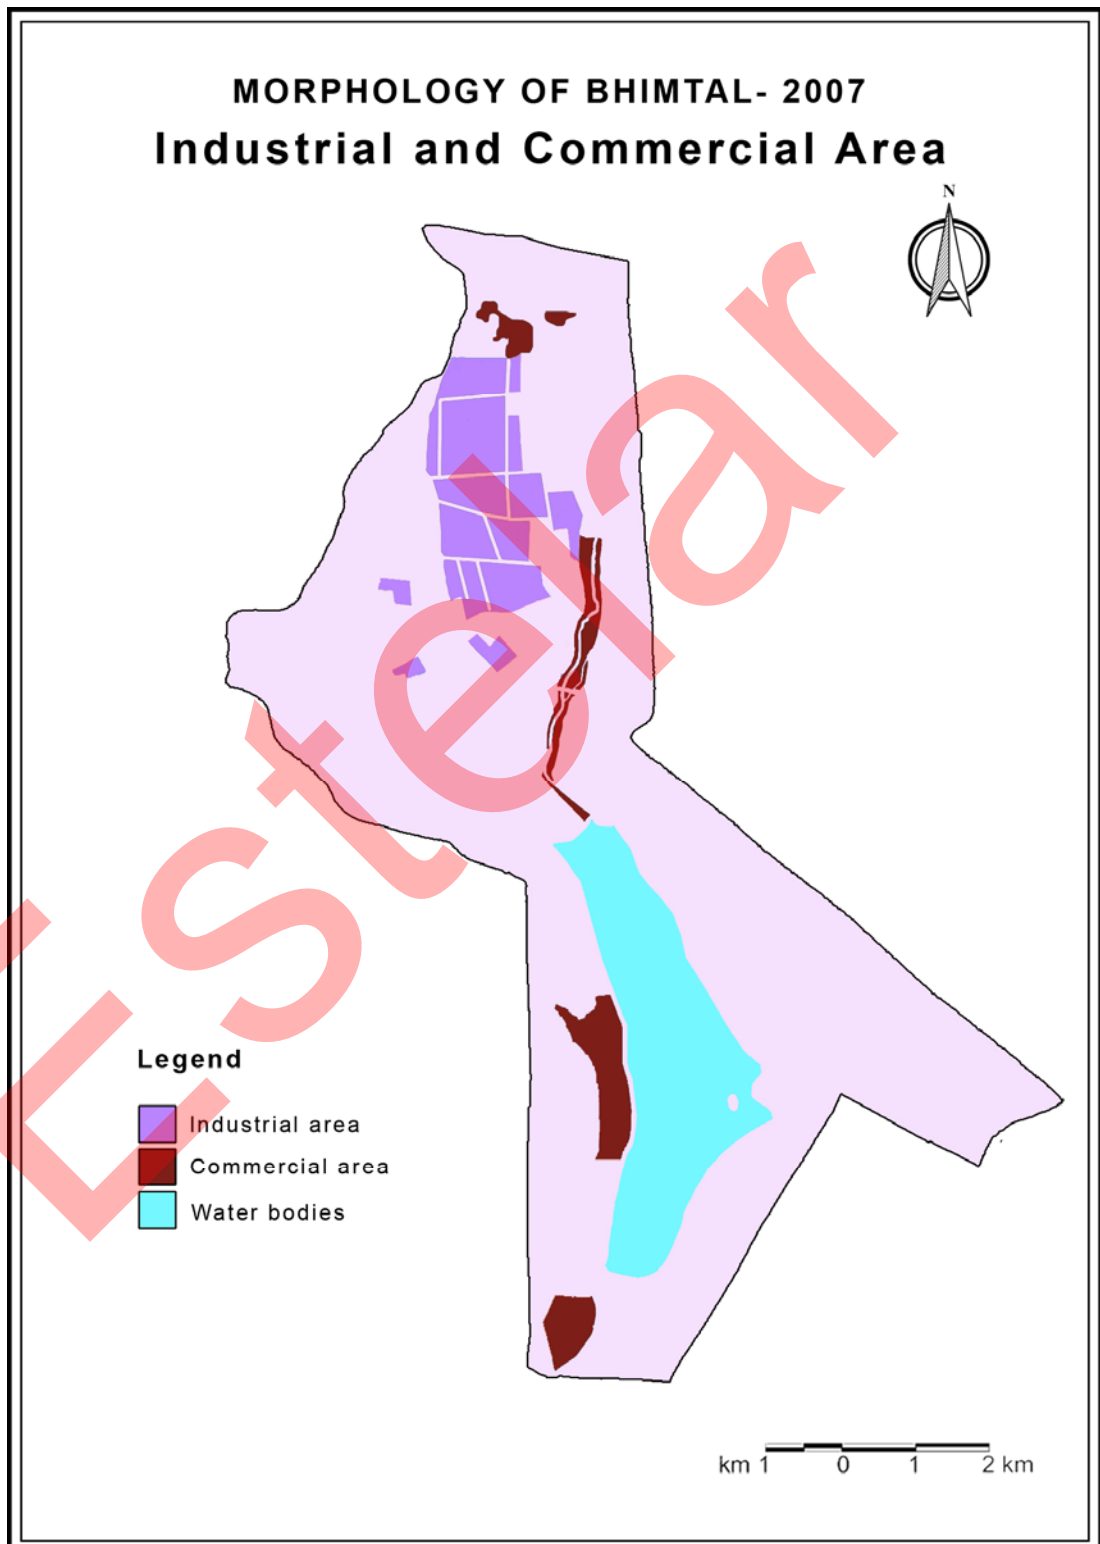 MORPHOLOGY OF BHIMTAL- 2007
Industrial and Commercial Area
N
Estelar
Legend
Industrial area
Commercial area
Water bodies
km 1 0 1 2 km